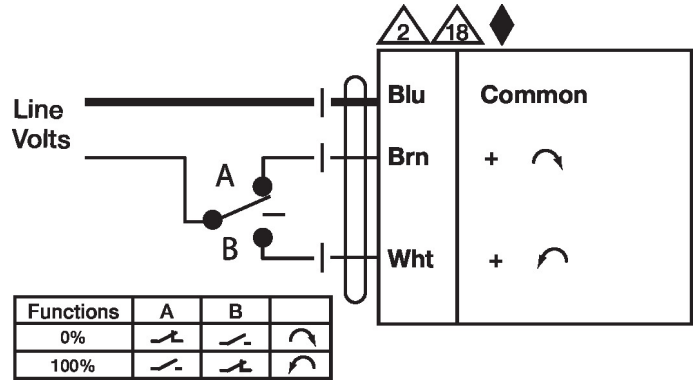 2 18
Line
Volts
Blu Common
A Brn +
B Wht +
Functions A B
0%
100%